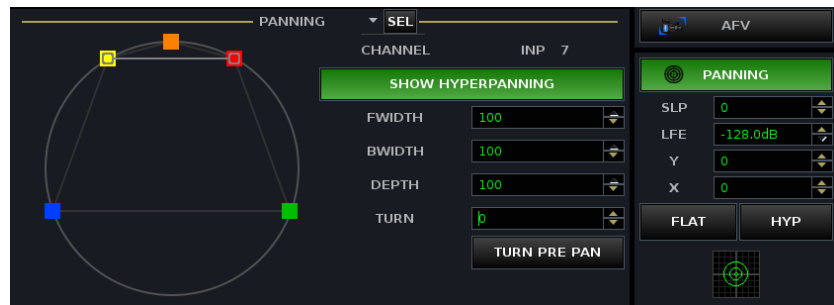 PANNING SEL
CHANNEL INP 7
SHOW HYPERPANNING
FWIDTH 100
BWIDTH 100
DEPTH 100
TURN 0
TURN PRE PAN
AFV
PANNING
SLP 0
LFE -128.0dB
Y 0
X 0
FLAT HYP